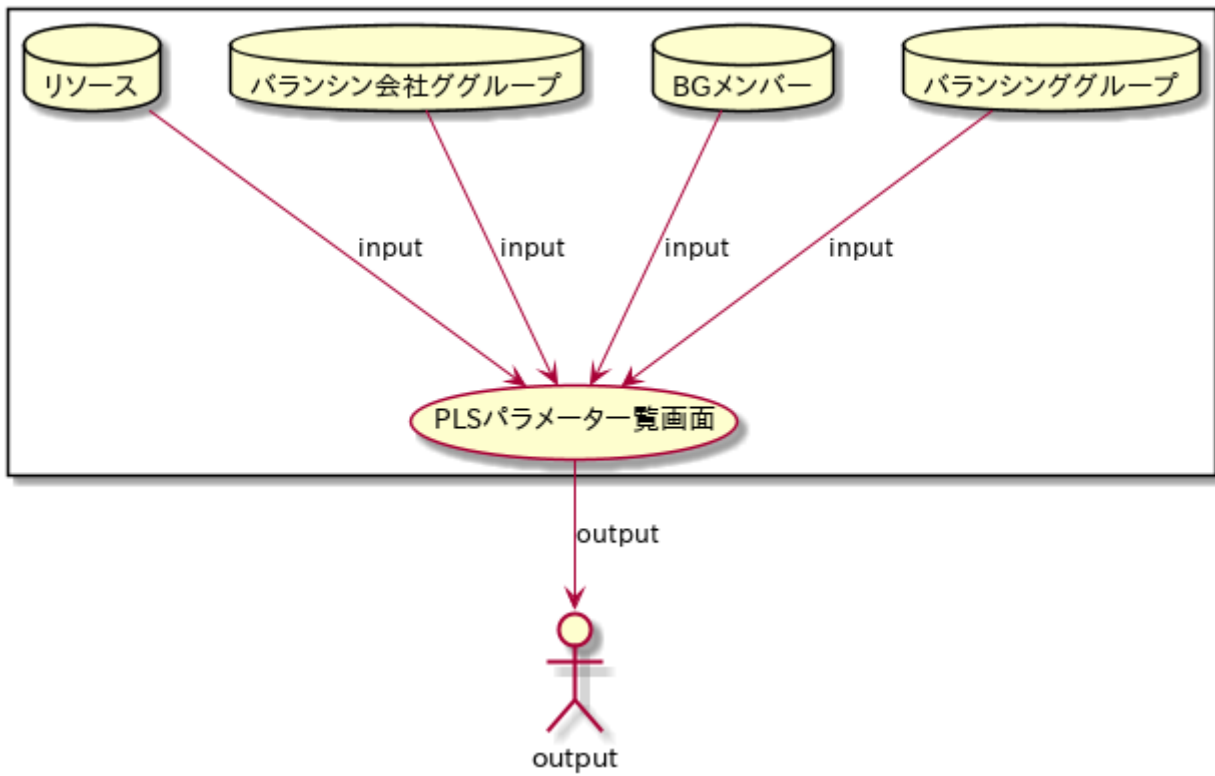 リソース
バランシン会社ググループ
BGメンバー
バランシンググループ
input
input
input
input
PLSパラメータ一覧画面
output
output